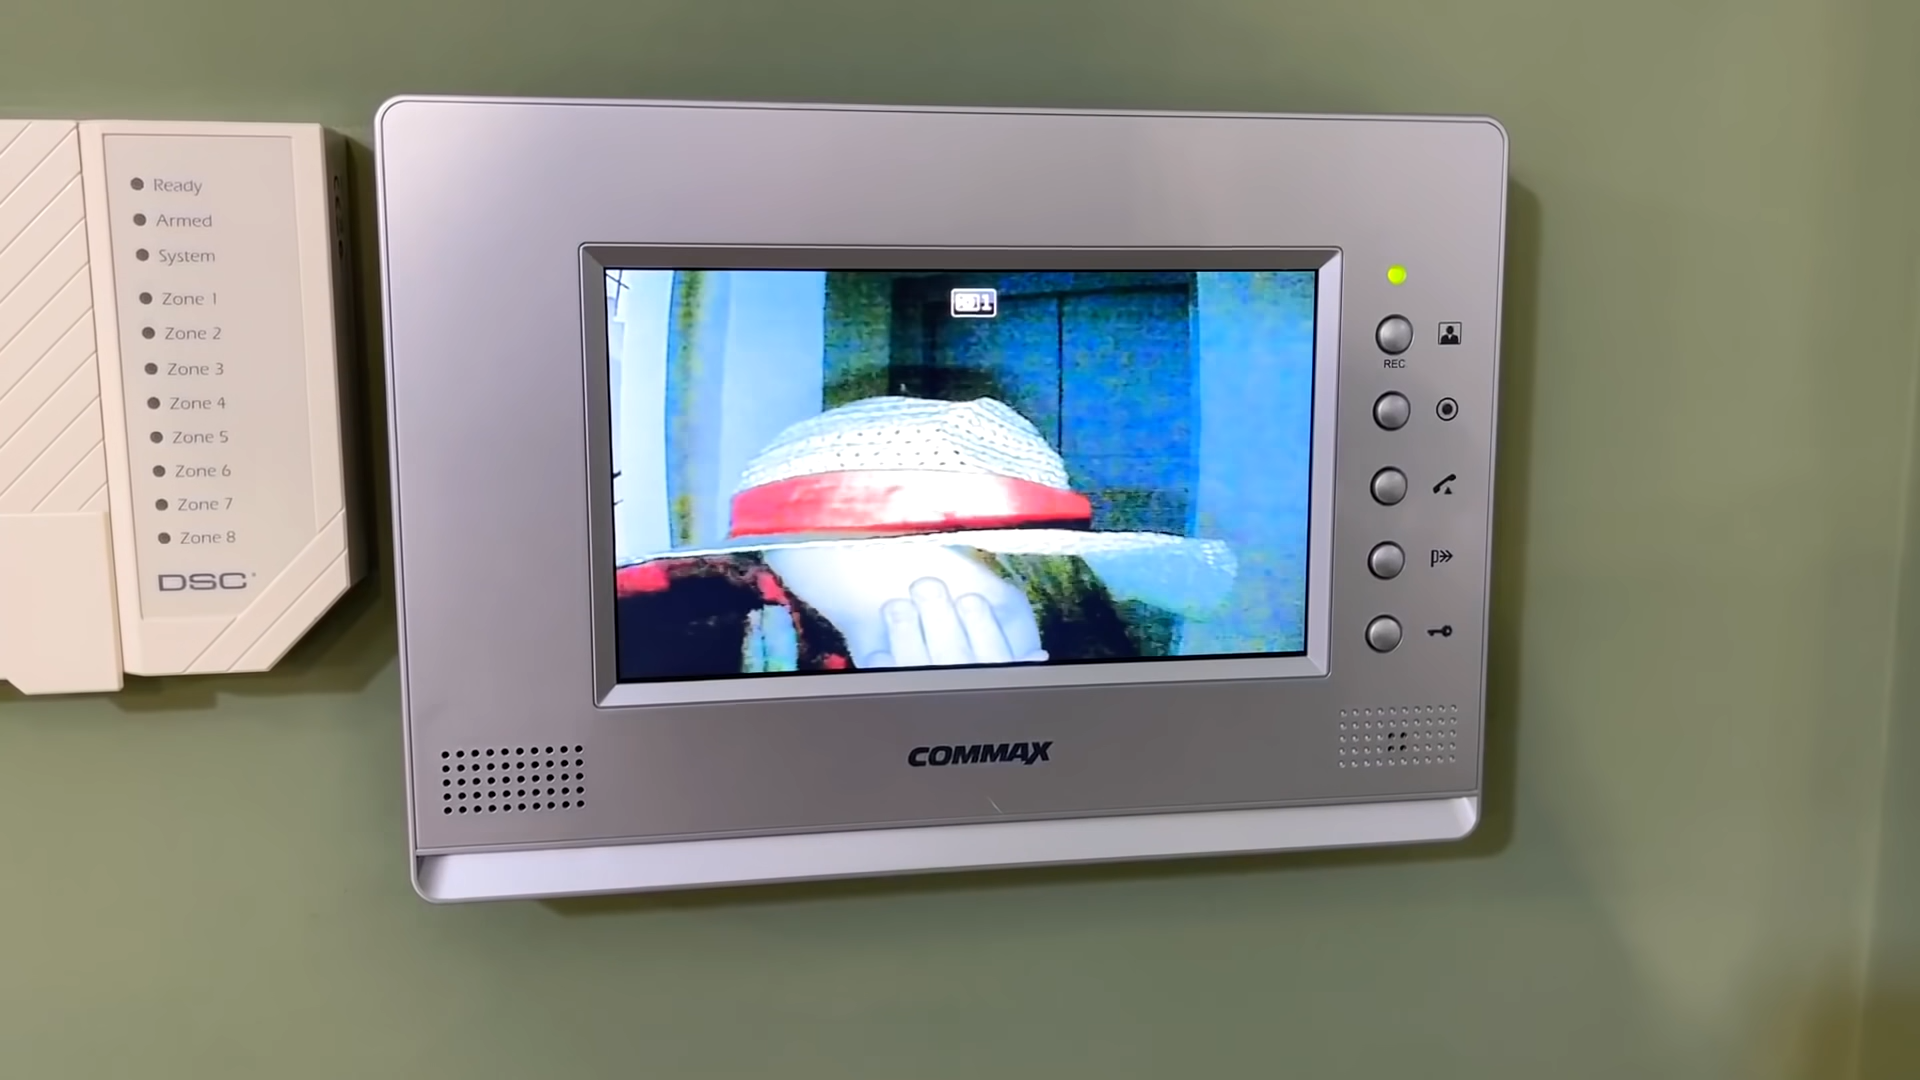 Ready
Armed
System
Zone 1
Zone 2
Zone 3
Zone 4
Zone 5
Zone 6
Zone 7
Zone 8
DSC
1
REC
P
COMMAX